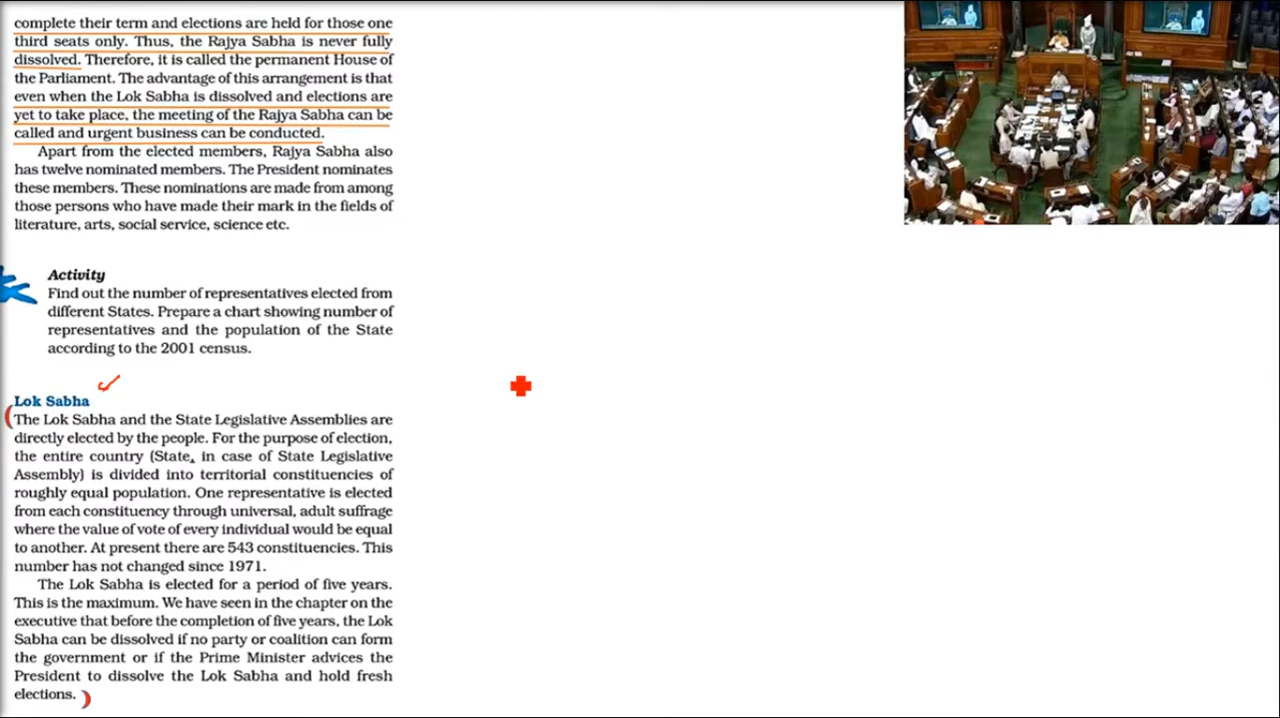 complete their term and elections are held for those one
third seats only. Thus, the Rajya Sabha is never fully
dissolved. Therefore, it is called the permanent House of
the Parliament. The advantage of this arrangement is that
even when the Lok Sabha is dissolved and elections are
yet to take place, the meeting of the Rajya Sabha can be
called and urgent business can be conducted.
Apart from the elected members, Rajya Sabha also
has twelve nominated members. The President nominates
these members. These nominations are made from among
those persons who have made their mark in the fields of
literature, arts, social service, science etc.
Activity
Find out the number of representatives elected from
different States. Prepare a chart showing number of
representatives and the population of the State
according to the 2001 census.
Lok Sabha
The Lok Sabha and the State Legislative Assemblies are
directly elected by the people. For the purpose of election,
the entire country (State, in case of State Legislative
Assembly) is divided into territorial constituencies of
roughly equal population. One representative is elected
from each constituency through universal, adult suffrage
where the value of vote of every individual would be equal
to another. At present there are 543 constituencies. This
number has not changed since 1971.
The Lok Sabha is elected for a period of five years.
This is the maximum. We have seen in the chapter on the
executive that before the completion of five years, the Lok
Sabha can be dissolved if no party or coalition can form
the government or if the Prime Minister advices the
President to dissolve the Lok Sabha and hold fresh
elections.